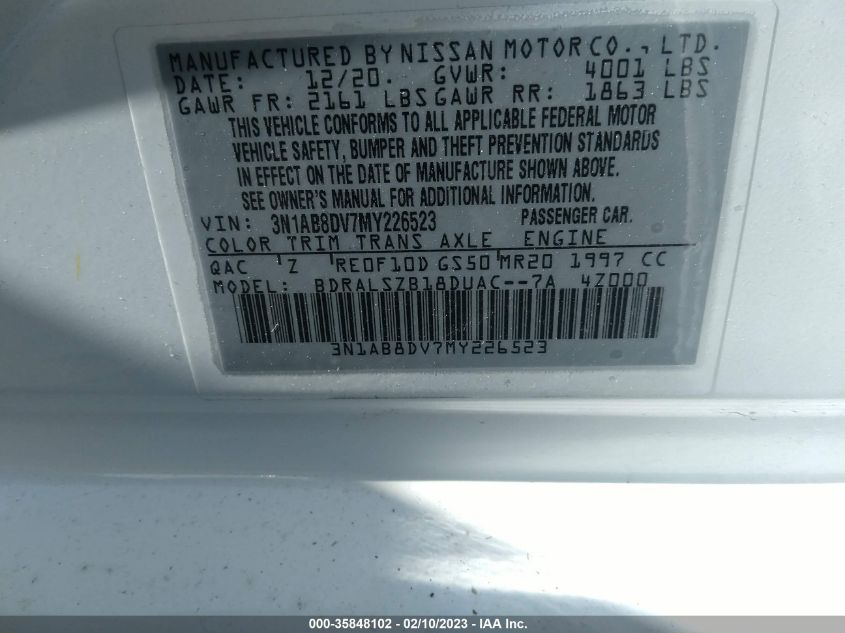 MANUFACTURED BY NISSAN MOTOR CO., LTD.
DATE: 12/20. GVWR: 4001 LBS
GAWR FR: 2161 LBS GAWR RR: 1863 LBS
THIS VEHICLE CONFORMS TO ALL APPLICABLE FEDERAL MOTOR
VEHICLE SAFETY, BUMPER AND THEFT PREVENTION STANDARDS
IN EFFECT ON THE DATE OF MANUFACTURE SHOWN ABOVE.
SEE OWNER'S MANUAL FOR ADDITIONAL INFORMATION.
VIN: 3N1AB8DV7MY226523 PASSENGER CAR.
COLOR TRIM TRANS AXLE ENGINE
QAC Z RE0F10D GS50 MR20 1997 CC
MODEL: BDRALSZB18DUAC--7A 4Z000
3N1AB8DV7MY226523
000-35848102 / 02/10/2023 - IAA Inc.